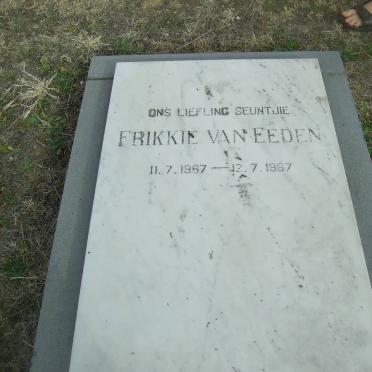 ONS LIEFLING SEUNTJIE
FRIKKIE VAN EEDEN
11.7.1967 — 12.7.1967